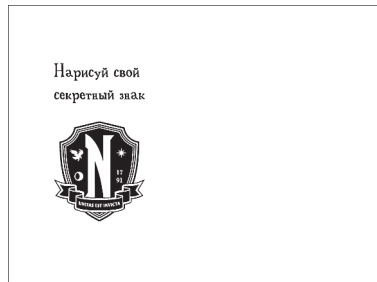 Нарисуй свой
секретный знак
N
17
91
UNITAS EST INVICTA